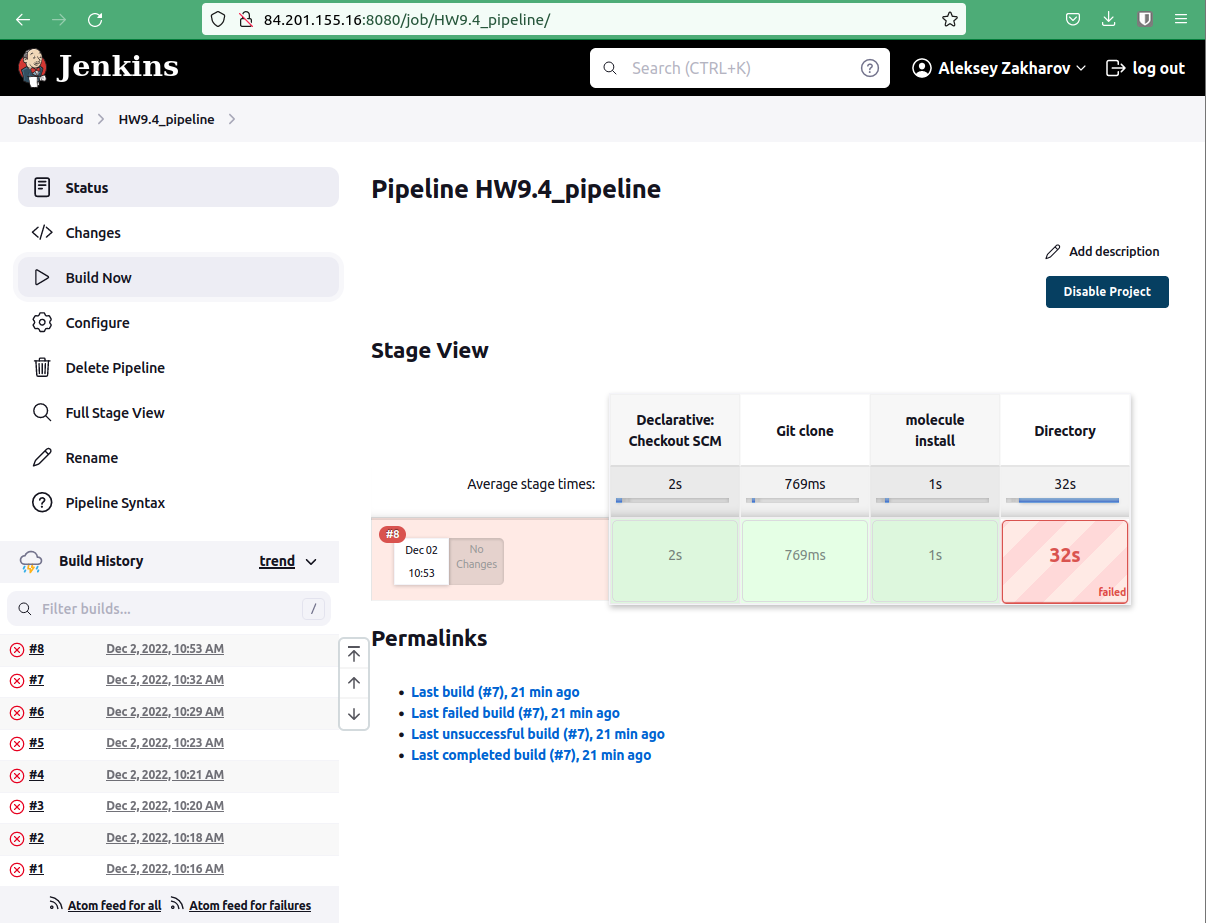 84.201.155.16:8080/job/HW9.4_pipeline/
Jenkins
Search (CTRL+K)
Aleksey Zakharov
log out
Dashboard
HW9.4_pipeline
Status
Changes
Build Now
Configure
Delete Pipeline
Full Stage View
Rename
Pipeline Syntax
Build History
trend
Filter builds...
/
#8 Dec 2, 2022, 10:53 AM
#7 Dec 2, 2022, 10:32 AM
#6 Dec 2, 2022, 10:29 AM
#5 Dec 2, 2022, 10:23 AM
#4 Dec 2, 2022, 10:21 AM
#3 Dec 2, 2022, 10:20 AM
#2 Dec 2, 2022, 10:18 AM
#1 Dec 2, 2022, 10:16 AM
Atom feed for all Atom feed for failures
Pipeline HW9.4_pipeline
Add description
Disable Project
Stage View
Declarative:
Checkout SCM
Git clone
molecule
install
Directory
Average stage times:
2s
769ms
1s
32s
#8
Dec 02
10:53
No
Changes
2s
769ms
1s
32s
failed
Permalinks
Last build (#7), 21 min ago
Last failed build (#7), 21 min ago
Last unsuccessful build (#7), 21 min ago
Last completed build (#7), 21 min ago